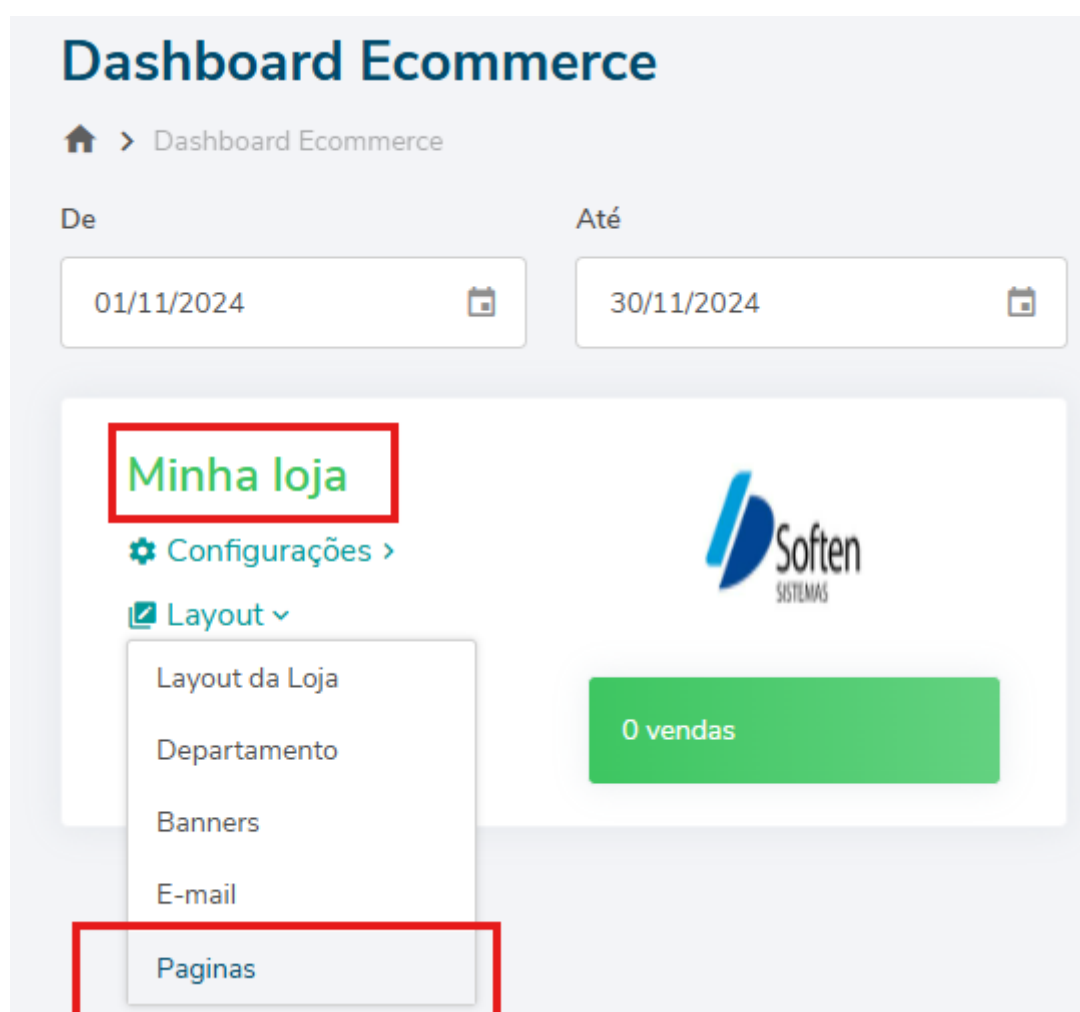 Dashboard Ecommerce
Dashboard Ecommerce
De
Até
01/11/2024
30/11/2024
Minha loja
Configurações
Layout
Soften
SISTEMAS
Layout da Loja
Departamento
Banners
E-mail
Paginas
0 vendas